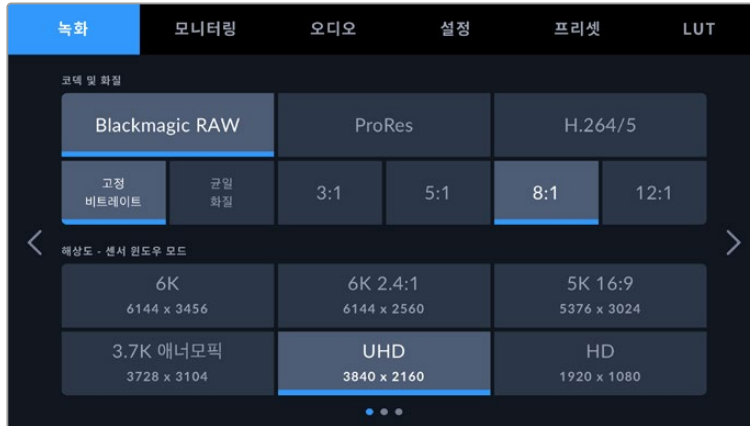 녹화 모니터링 오디오 설정 프리셋 LUT
코덱 및 화질
Blackmagic RAW ProRes H.264/5
고정 비트레이트 균일 화질 3:1 5:1 8:1 12:1
해상도 - 센서 윈도우 모드
6K 6K 2.4:1 5K 16:9
6144 x 3456 6144 x 2560 5376 x 3024
3.7K 애너모픽 UHD HD
3728 x 3104 3840 x 2160 1920 x 1080